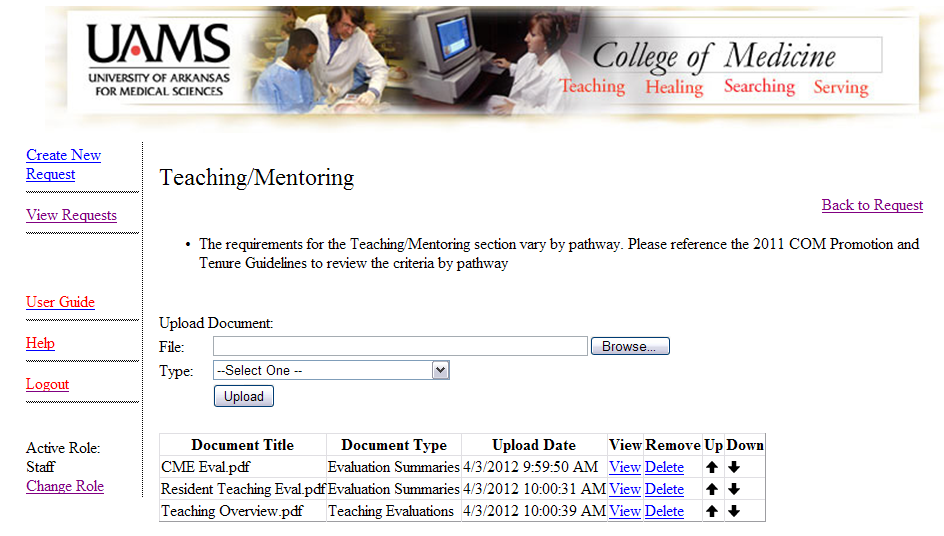 UAMS
UNIVERSITY OF ARKANSAS
FOR MEDICAL SCIENCES
College of Medicine
Teaching Healing Searching Serving
Create New
Request
View Requests
User Guide
Help
Logout
Active Role:
Staff
Change Role
Teaching/Mentoring
Back to Request
• The requirements for the Teaching/Mentoring section vary by pathway. Please reference the 2011 COM Promotion and
Tenure Guidelines to review the criteria by pathway
Upload Document:
File: Browse...
Type: --Select One --
Upload
Document Title Document Type Upload Date View Remove Up Down
CME Eval.pdf Evaluation Summaries 4/3/2012 9:59:50 AM View Delete
Resident Teaching Eval.pdf Evaluation Summaries 4/3/2012 10:00:31 AM View Delete
Teaching Overview.pdf Teaching Evaluations 4/3/2012 10:00:39 AM View Delete